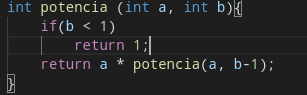 int potencia (int a, int b){
    if(b < 1)
        return 1;
    return a * potencia(a, b-1);
}